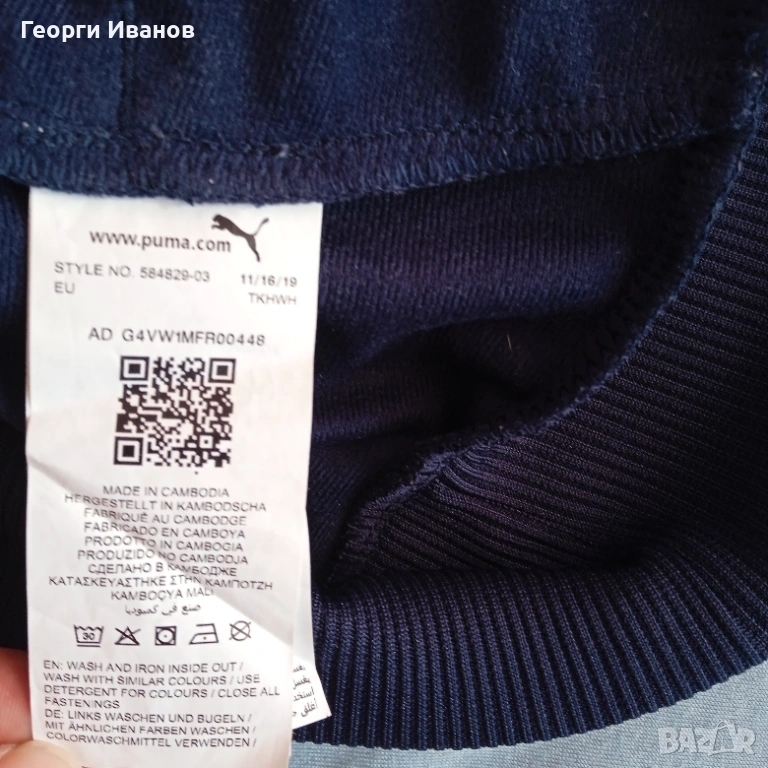 Георги Иванов
www.puma.com
STYLE NO. 584829-03 11/16/19
EU TKHWH
AD G4VW1MFR00448
MADE IN CAMBODIA
HERGESTELLT IN KAMBODSCHA
FABRIQUÉ AU CAMBODGE
FABRICADO EN CAMBOYA
PRODOTTO IN CAMBOGIA
PRODUZIDO NO CAMBODJA
СДЕЛАНО В КАМБОДЖЕ
ΚΑΤΑΣΚΕΥΑΣΤΗΚΕ ΣΤΗΝ ΚΑΜΠΟΤΖΗ
KAMBOÇYA MALI
صنع في كمبوديا
30
EN: WASH AND IRON INSIDE OUT /
WASH WITH SIMILAR COLOURS / USE
DETERGENT FOR COLOURS / CLOSE ALL
FASTENINGS
DE: LINKS WASCHEN UND BUGELN /
MIT ÄHNLICHEN FARBEN WASCHEN /
COLORWASCHMITTEL VERWENDEN /
BAZAR